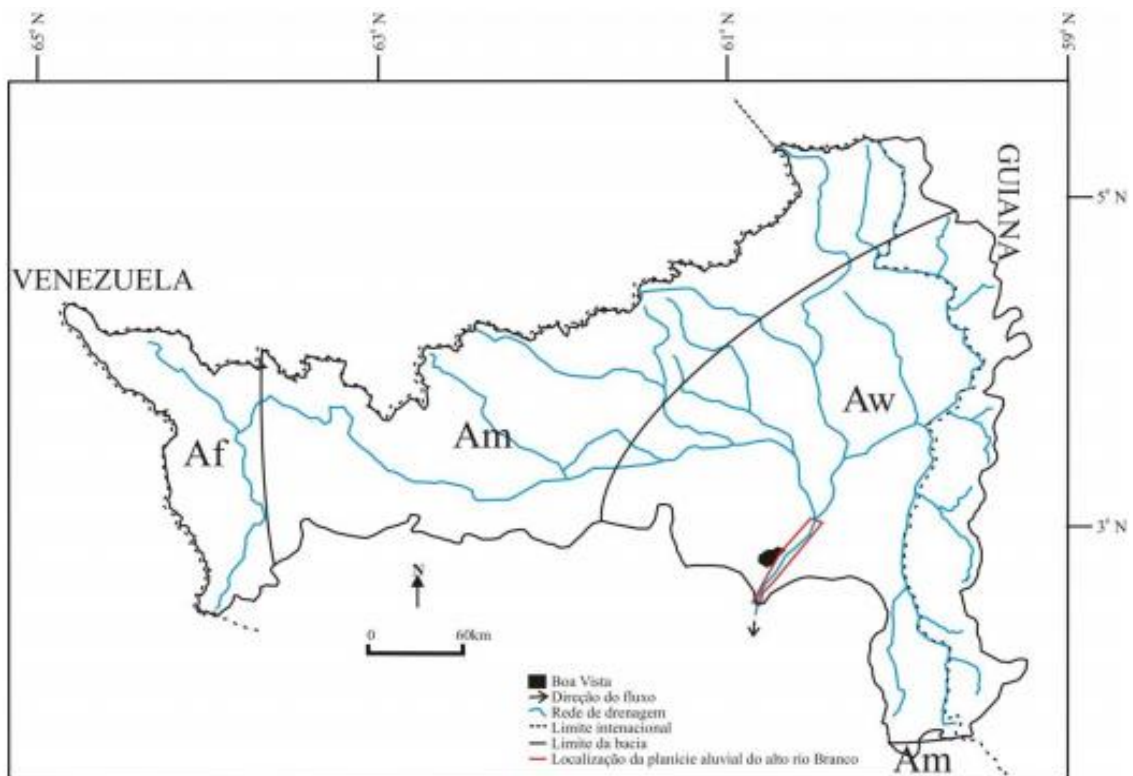 65° N
63° N
61° N
59° N
5° N
GUIANA
VENEZUELA
Aw
Am
Af
3° N
N
0 60km
Boa Vista
Direção do fluxo
Rede de drenagem
Limite intenacional
Limite da bacia
Localização da planície aluvial do alto rio Branco
Am